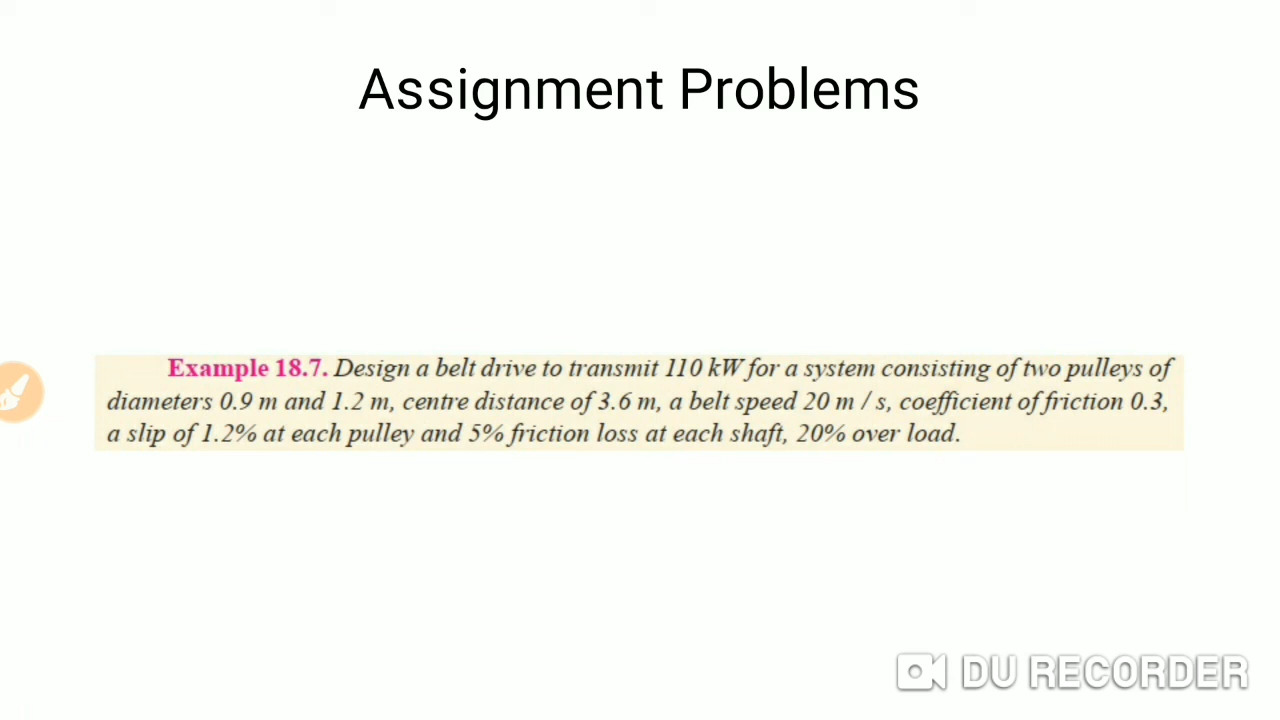 Assignment Problems
Example 18.7. Design a belt drive to transmit 110 kW for a system consisting of two pulleys of
diameters 0.9 m and 1.2 m, centre distance of 3.6 m, a belt speed 20 m / s, coefficient of friction 0.3,
a slip of 1.2% at each pulley and 5% friction loss at each shaft, 20% over load.
DU RECORDER